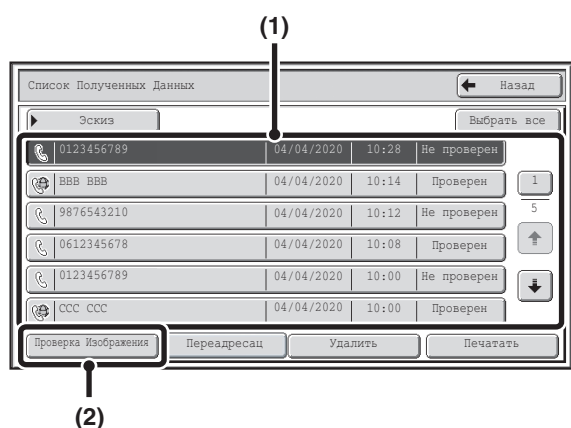 (1)
Список Полученных Данных
Назад
Эскиз
Выбрать все
0123456789 04/04/2020 10:28 Не проверен
BBB BBB 04/04/2020 10:14 Проверен
1
9876543210 04/04/2020 10:12 Не проверен
5
0612345678 04/04/2020 10:08 Проверен
0123456789 04/04/2020 10:00 Не проверен
CCC CCC 04/04/2020 10:00 Проверен
Проверка Изображения Переадресац Удалить Печатать
(2)